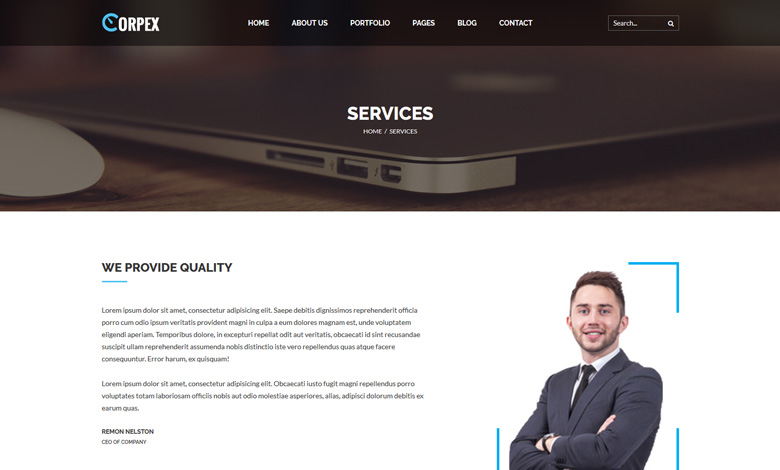 CORPEX
HOME ABOUT US PORTFOLIO PAGES BLOG CONTACT
Search...
SERVICES
HOME / SERVICES
WE PROVIDE QUALITY
Lorem ipsum dolor sit amet, consectetur adipisicing elit. Saepe debitis dignissimos reprehenderit officia
porro cum odio ipsum veritatis provident magni in culpa a eum dolores magnam est, unde voluptatem
eligendi aperiam. Temporibus dolore, in excepturi repellat odit aut veritatis, obcaecati id sint recusandae
suscipit ullam reprehenderit assumenda nobis distinctio iste vero repellendus quas atque facere
consequuntur. Error harum, ex quisquam!
Lorem ipsum dolor sit amet, consectetur adipisicing elit. Obcaecati iusto fugit magni repellendus porro
voluptates totam laboriosam officiis nobis aut odio molestiae asperiores, alias, adipisci dolorum debitis ex
earum quas.
REMON NELSTON
CEO OF COMPANY